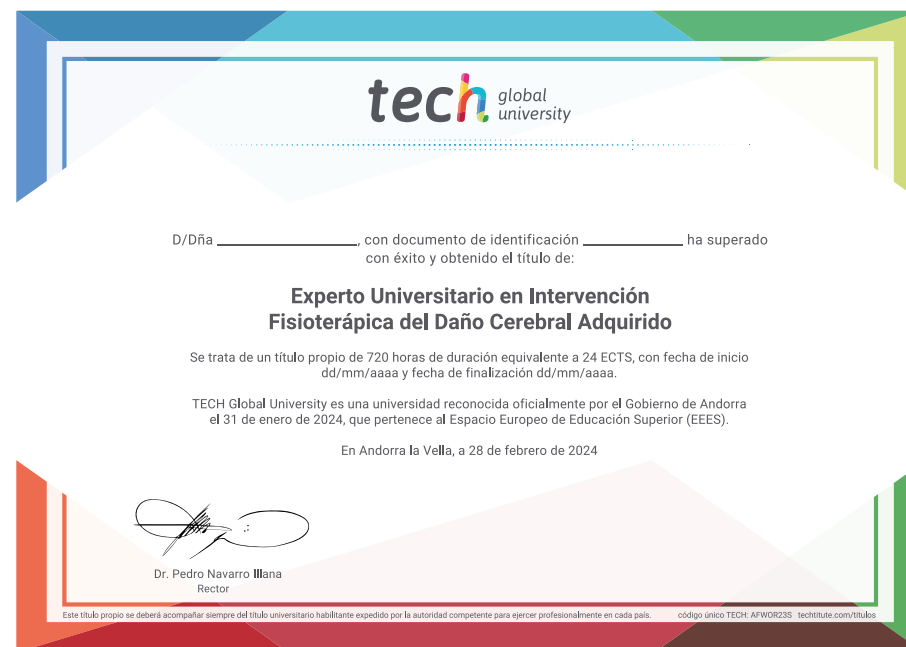 tech global university
D/Dña ____________________, con documento de identificación ______________ ha superado
con éxito y obtenido el título de:
Experto Universitario en Intervención
Fisioterápica del Daño Cerebral Adquirido
Se trata de un título propio de 720 horas de duración equivalente a 24 ECTS, con fecha de inicio
dd/mm/aaaa y fecha de finalización dd/mm/aaaa.
TECH Global University es una universidad reconocida oficialmente por el Gobierno de Andorra
el 31 de enero de 2024, que pertenece al Espacio Europeo de Educación Superior (EEES).
En Andorra la Vella, a 28 de febrero de 2024
Dr. Pedro Navarro Illana
Rector
Este título propio se deberá acompañar siempre del título universitario habilitante expedido por la autoridad competente para ejercer profesionalmente en cada país. código único TECH: AFWOR23S techtitute.com/titulos